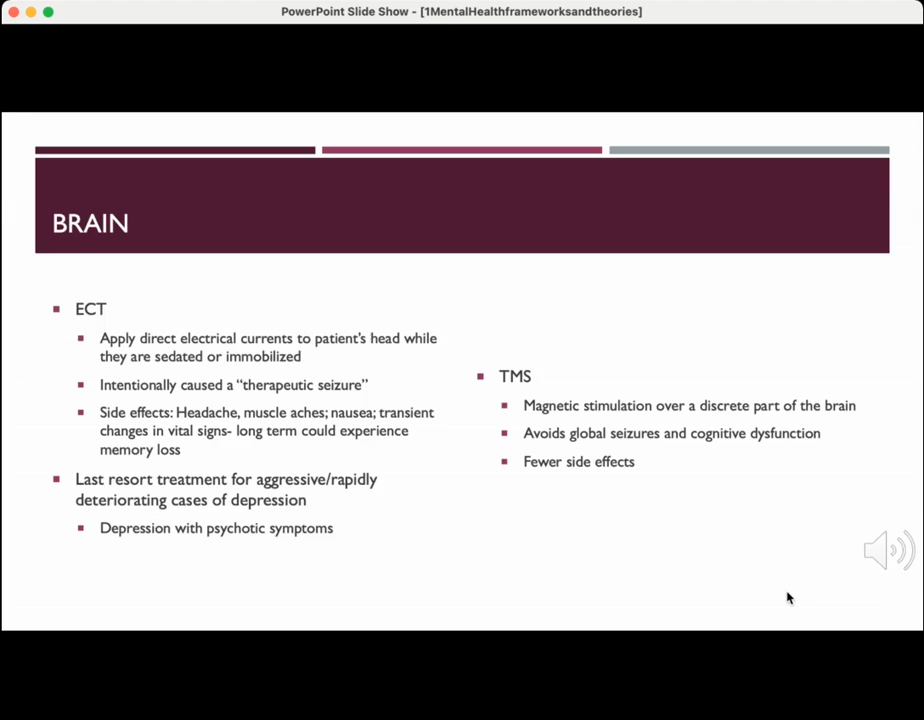 PowerPoint Slide Show - [1MentalHealthframeworksandtheories]
BRAIN
ECT
Apply direct electrical currents to patient's head while
they are sedated or immobilized
Intentionally caused a “therapeutic seizure”
Side effects: Headache, muscle aches; nausea; transient
changes in vital signs- long term could experience
memory loss
Last resort treatment for aggressive/rapidly
deteriorating cases of depression
Depression with psychotic symptoms
TMS
Magnetic stimulation over a discrete part of the brain
Avoids global seizures and cognitive dysfunction
Fewer side effects